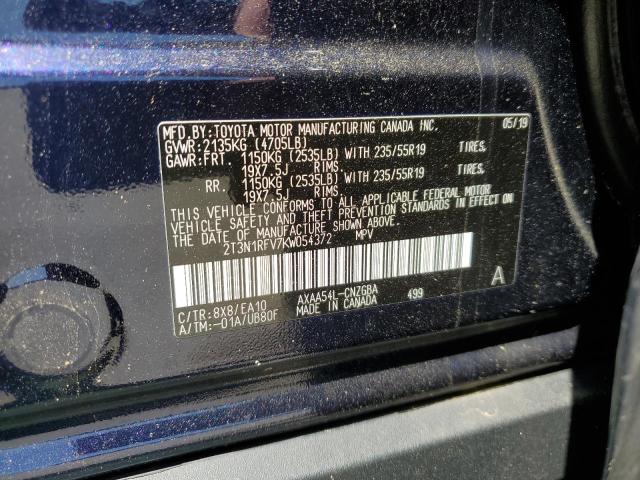 MFD.BY:TOYOTA MOTOR MANUFACTURING CANADA INC. 05/19
GVWR:2135KG (4705LB)
GAWR:FRT. 1150KG (2535LB) WITH 235/55R19 TIRES,
19X7.5J RIMS
RR. 1150KG (2535LB) WITH 235/55R19 TIRES,
19X7.5J RIMS
THIS VEHICLE CONFORMS TO ALL APPLICABLE FEDERAL MOTOR
VEHICLE SAFETY AND THEFT PREVENTION STANDARDS IN EFFECT
ON THE DATE OF MANUFACTURE SHOWN ABOVE.
2T3N1RFV7KW054372 MPV
C/TR:8X8/EA10 AXAA54L-CNZGBA A
A/TM:-01A/UB80F MADE IN CANADA 499